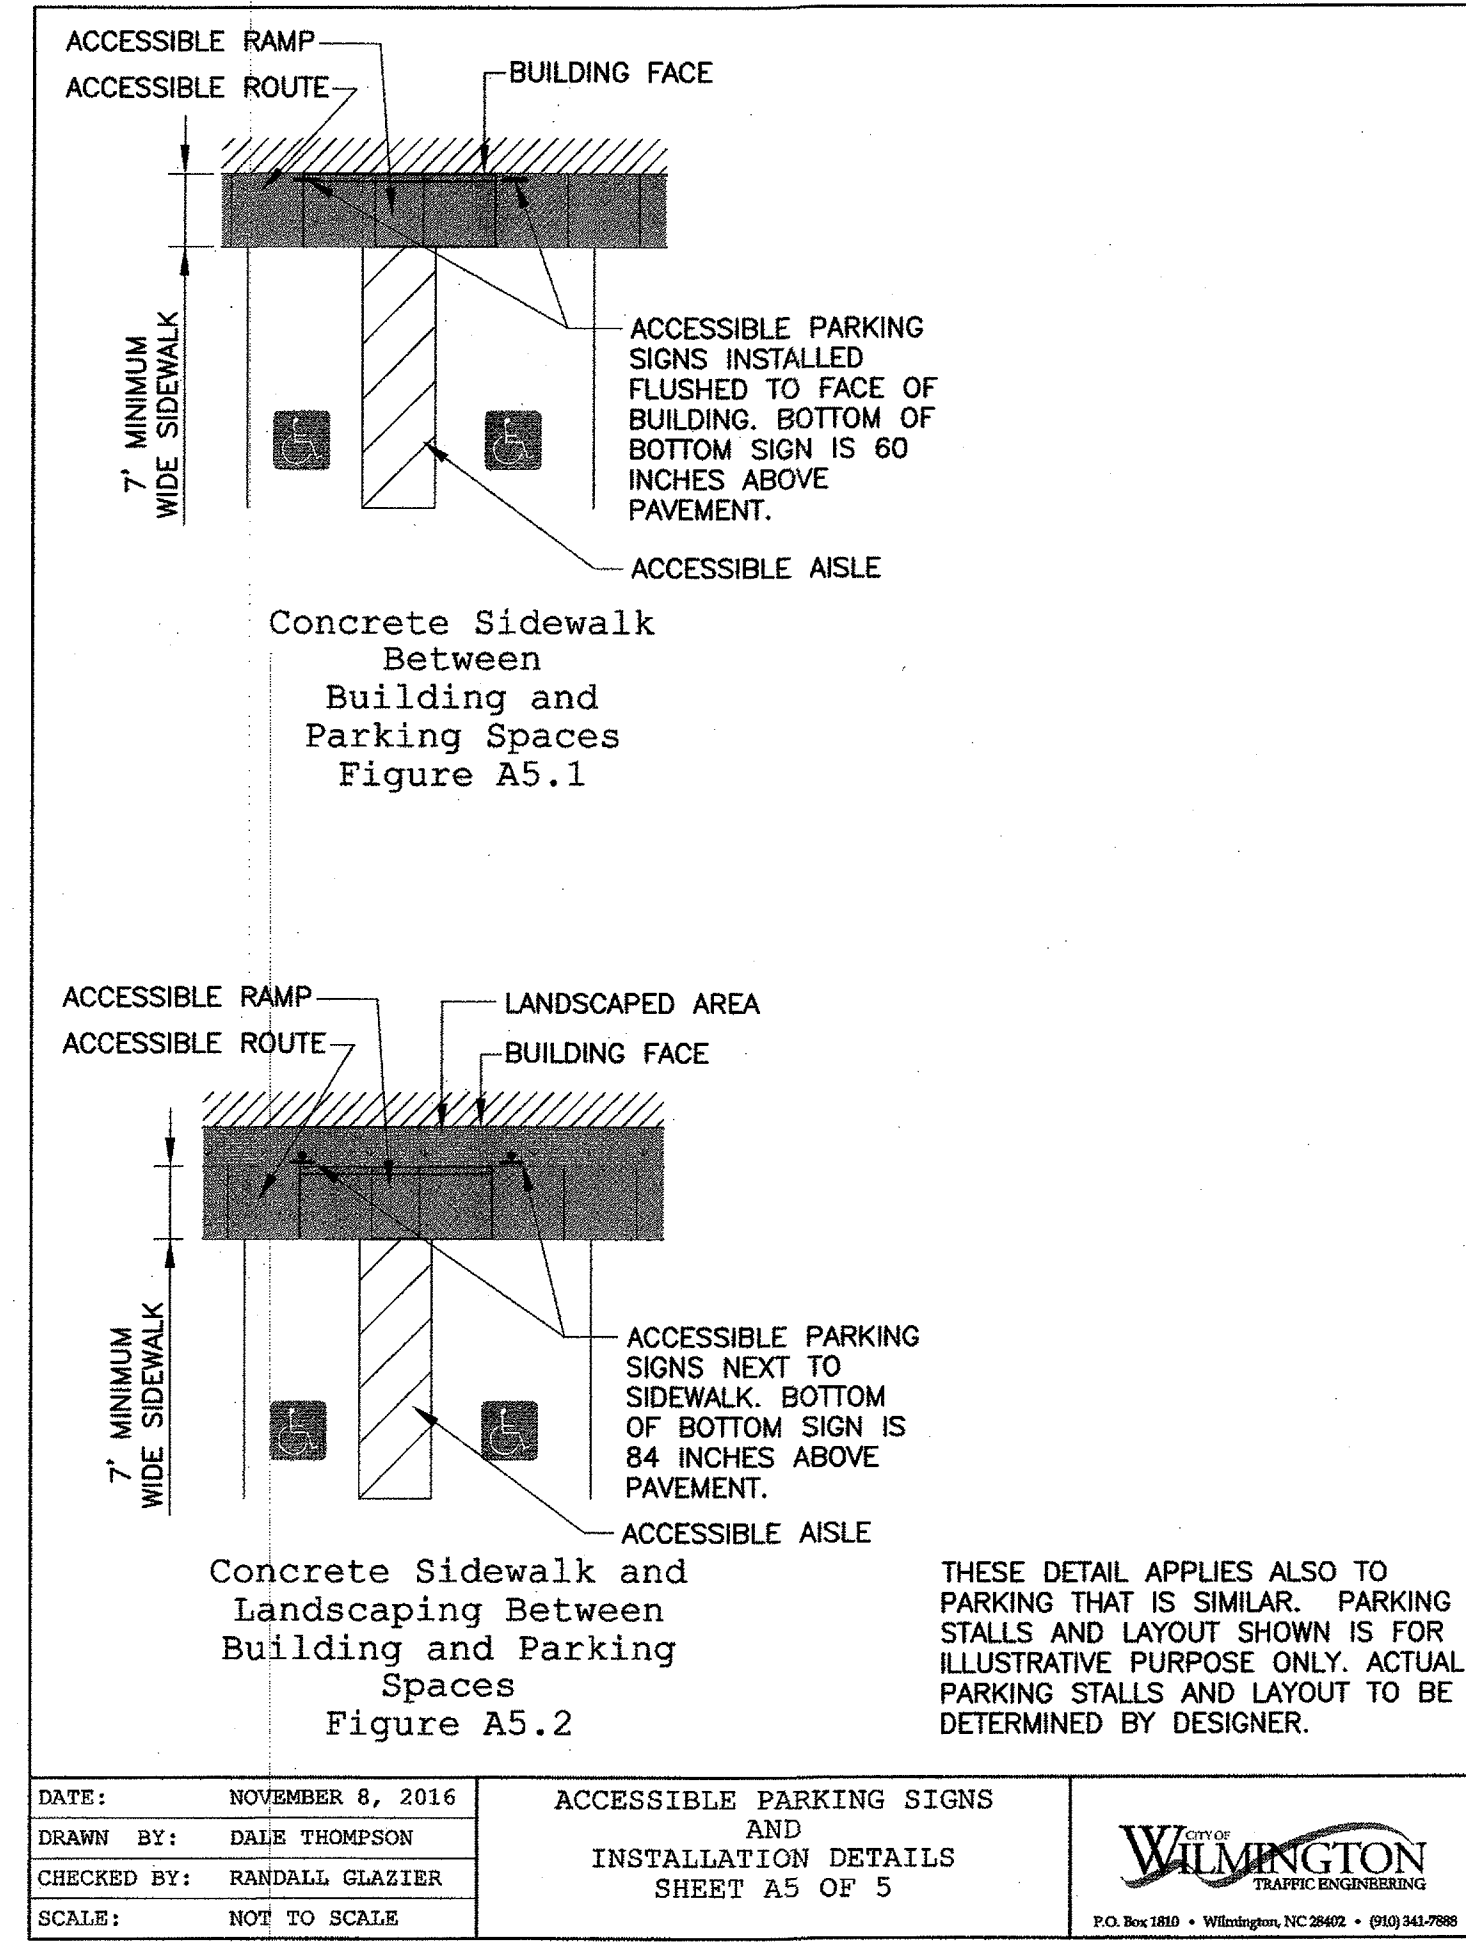 ACCESSIBLE RAMP
ACCESSIBLE ROUTE
BUILDING FACE
7' MINIMUM
WIDE SIDEWALK
ACCESSIBLE PARKING
SIGNS INSTALLED
FLUSHED TO FACE OF
BUILDING. BOTTOM OF
BOTTOM SIGN IS 60
INCHES ABOVE
PAVEMENT.
ACCESSIBLE AISLE
Concrete Sidewalk
Between
Building and
Parking Spaces
Figure A5.1
ACCESSIBLE RAMP
ACCESSIBLE ROUTE
LANDSCAPED AREA
BUILDING FACE
7' MINIMUM
WIDE SIDEWALK
ACCESSIBLE PARKING
SIGNS NEXT TO
SIDEWALK. BOTTOM
OF BOTTOM SIGN IS
84 INCHES ABOVE
PAVEMENT.
ACCESSIBLE AISLE
Concrete Sidewalk and
Landscaping Between
Building and Parking
Spaces
Figure A5.2
THESE DETAIL APPLIES ALSO TO
PARKING THAT IS SIMILAR. PARKING
STALLS AND LAYOUT SHOWN IS FOR
ILLUSTRATIVE PURPOSE ONLY. ACTUAL
PARKING STALLS AND LAYOUT TO BE
DETERMINED BY DESIGNER.
DATE: NOVEMBER 8, 2016
DRAWN BY: DALE THOMPSON
CHECKED BY: RANDALL GLAZIER
SCALE: NOT TO SCALE
ACCESSIBLE PARKING SIGNS
AND
INSTALLATION DETAILS
SHEET A5 OF 5
CITY OF
WILMINGTON
TRAFFIC ENGINEERING
P.O. Box 1810 • Wilmington, NC 28402 • (910) 341-7888